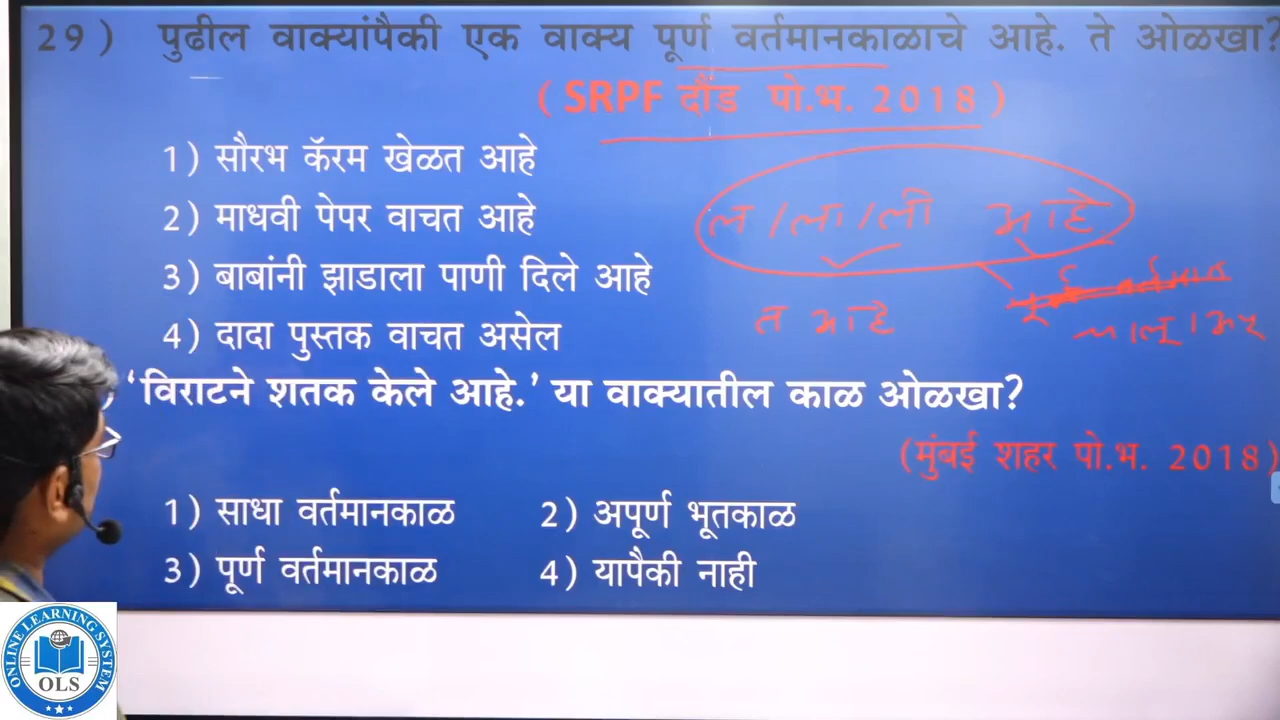 29) पुढील वाक्यांपैकी एक वाक्य पूर्ण वर्तमानकाळाचे आहे. ते ओळखा?
(SRPF दौंड पो.भ. 2018)
1) सौरभ कॅरम खेळत आहे
2) माधवी पेपर वाचत आहे
3) बाबांनी झाडाला पाणी दिले आहे
4) दादा पुस्तक वाचत असेल
ल/ला/ली आहे
त आहे
‘विराटने शतक केले आहे.’ या वाक्यातील काळ ओळखा?
(मुंबई शहर पो.भ. 2018)
1) साधा वर्तमानकाळ 2) अपूर्ण भूतकाळ
3) पूर्ण वर्तमानकाळ 4) यापैकी नाही
ONLINE LEARNING SYSTEM
OLS